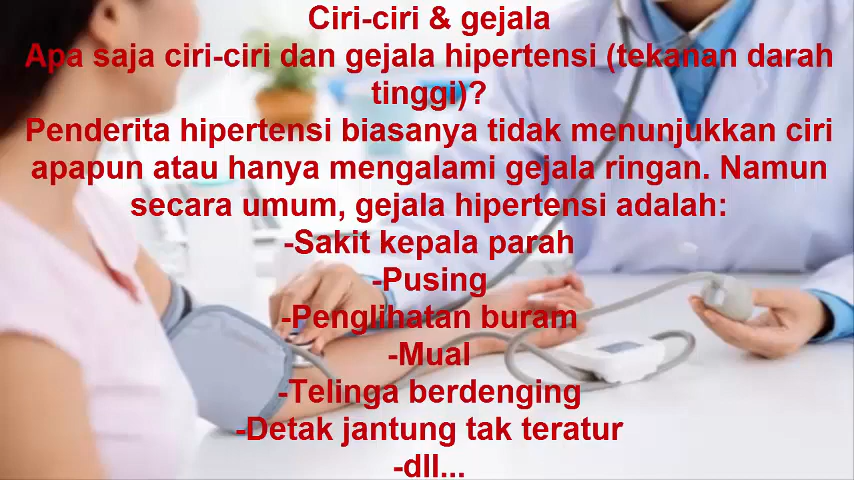 Ciri-ciri & gejala
Apa saja ciri-ciri dan gejala hipertensi (tekanan darah
tinggi)?
Penderita hipertensi biasanya tidak menunjukkan ciri
apapun atau hanya mengalami gejala ringan. Namun
secara umum, gejala hipertensi adalah:
-Sakit kepala parah
-Pusing
-Penglihatan buram
-Mual
-Telinga berdenging
-Detak jantung tak teratur
-dll...